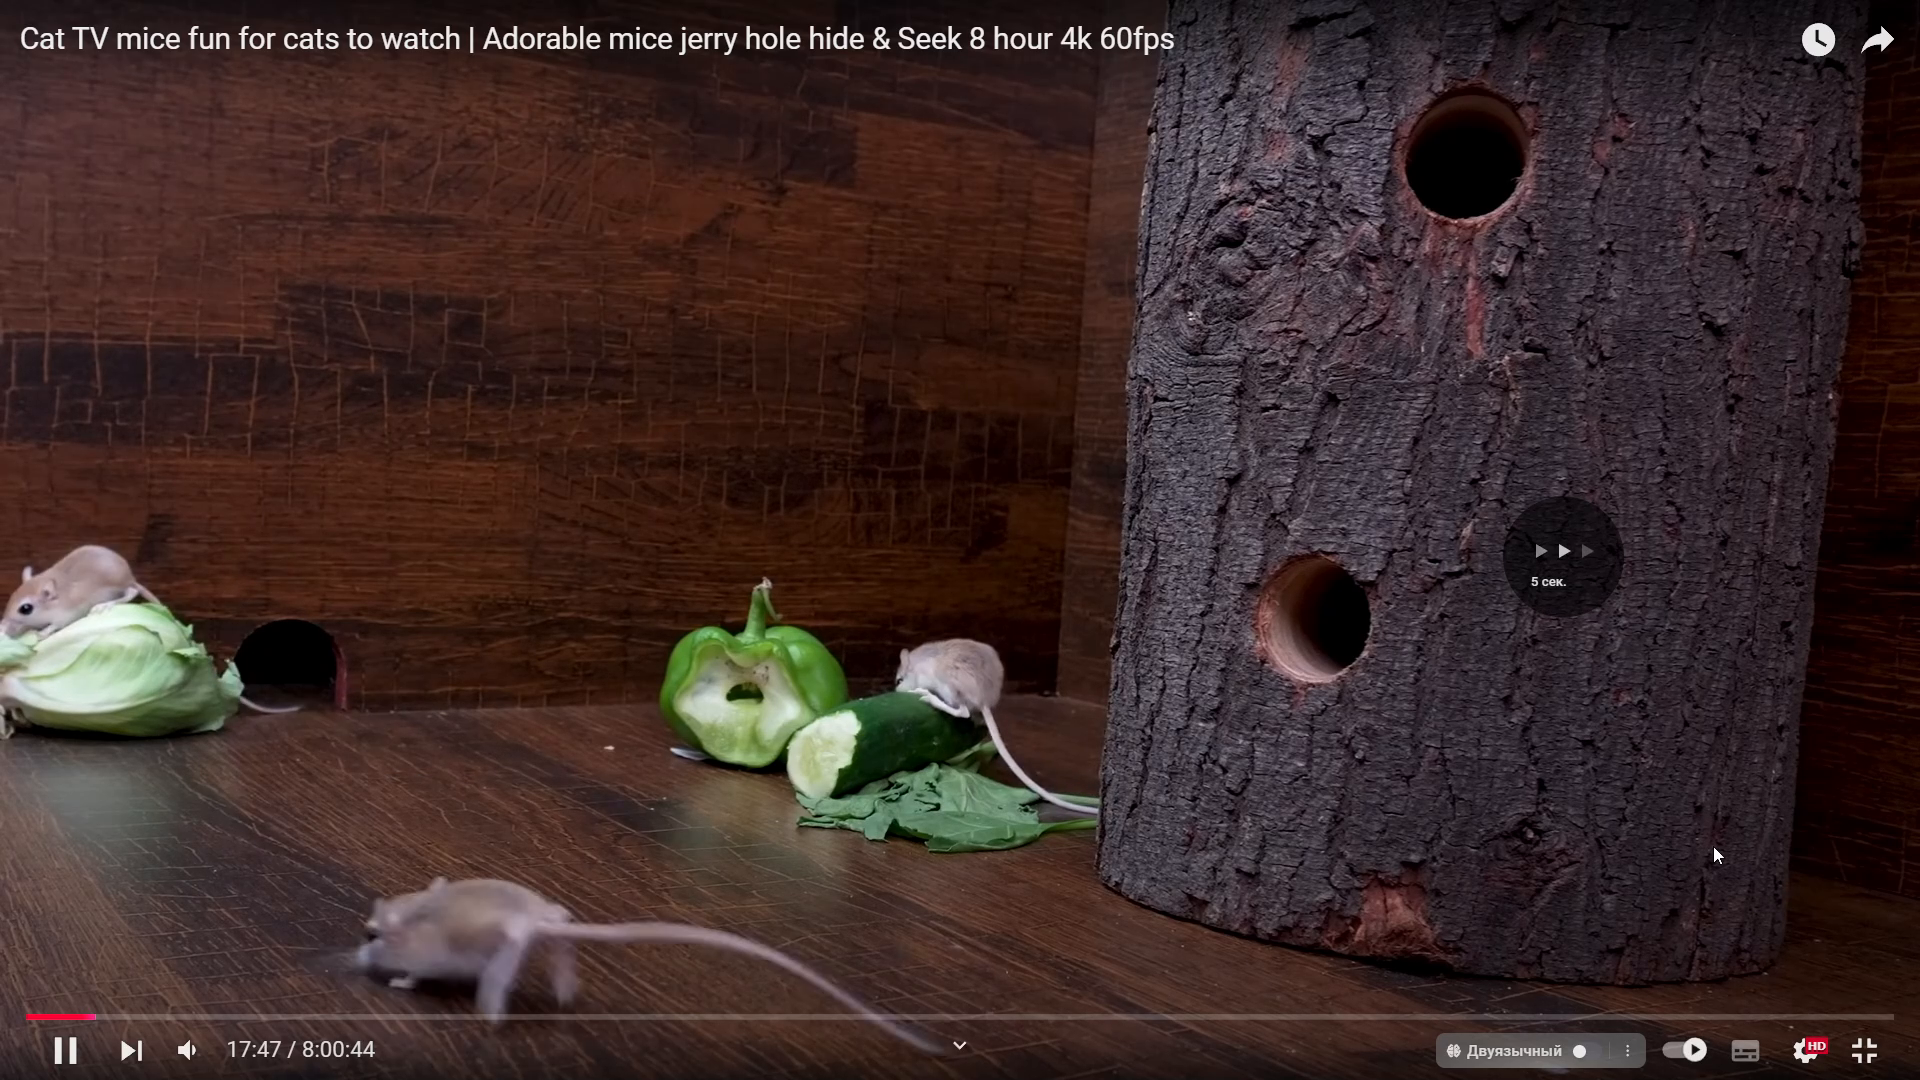 Cat TV mice fun for cats to watch | Adorable mice jerry hole hide & Seek 8 hour 4k 60fps
5 сек.
17:47 / 8:00:44
Двуязычный
HD